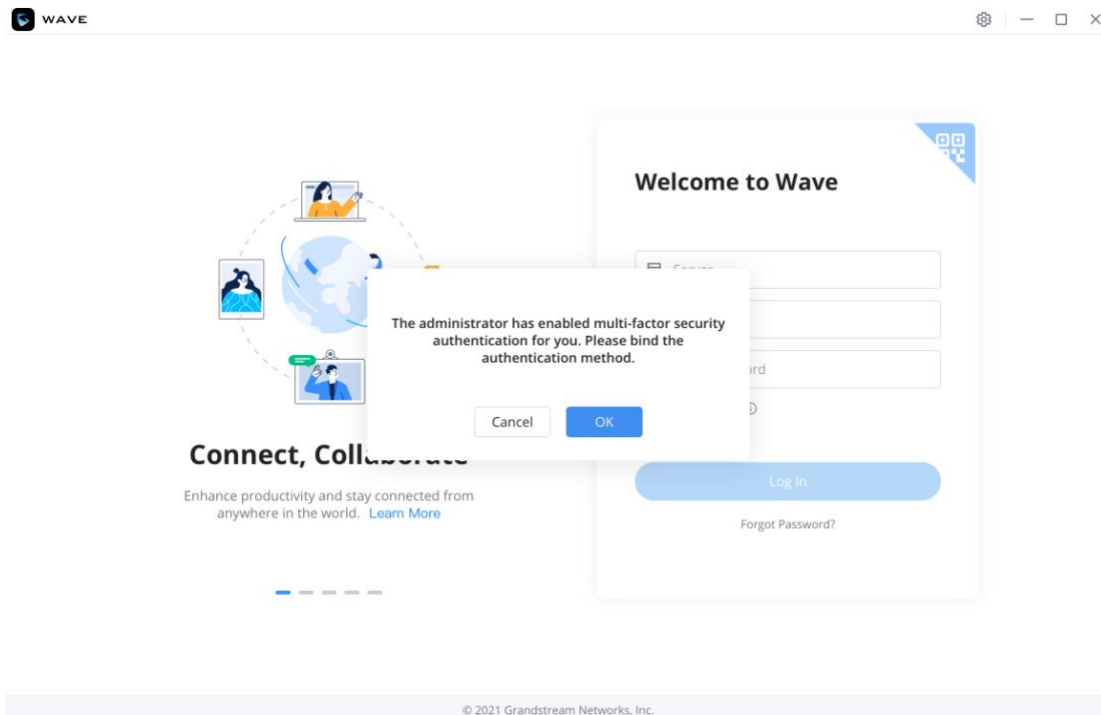 WAVE
Welcome to Wave
The administrator has enabled multi-factor security
authentication for you. Please bind the
authentication method.
Cancel
OK
Connect, Collaborate
Enhance productivity and stay connected from
anywhere in the world. Learn More
Log In
Forgot Password?
© 2021 Grandstream Networks, Inc.